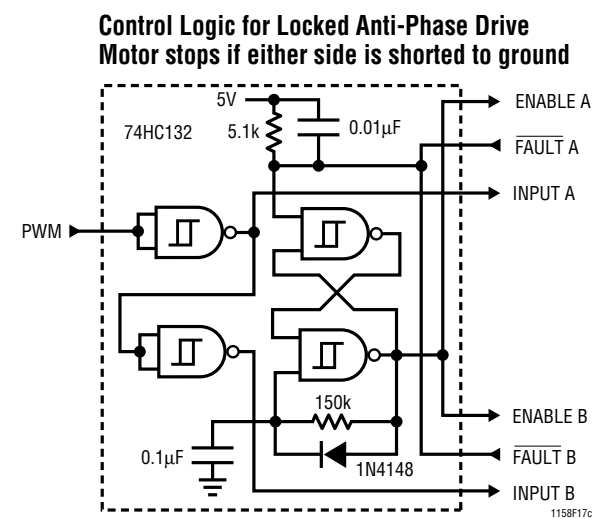 Control Logic for Locked Anti-Phase Drive
Motor stops if either side is shorted to ground
5V
ENABLE A
74HC132
5.1k
0.01µF
FAULT A
INPUT A
PWM
150k
ENABLE B
0.1µF
1N4148
FAULT B
INPUT B
1158F17c